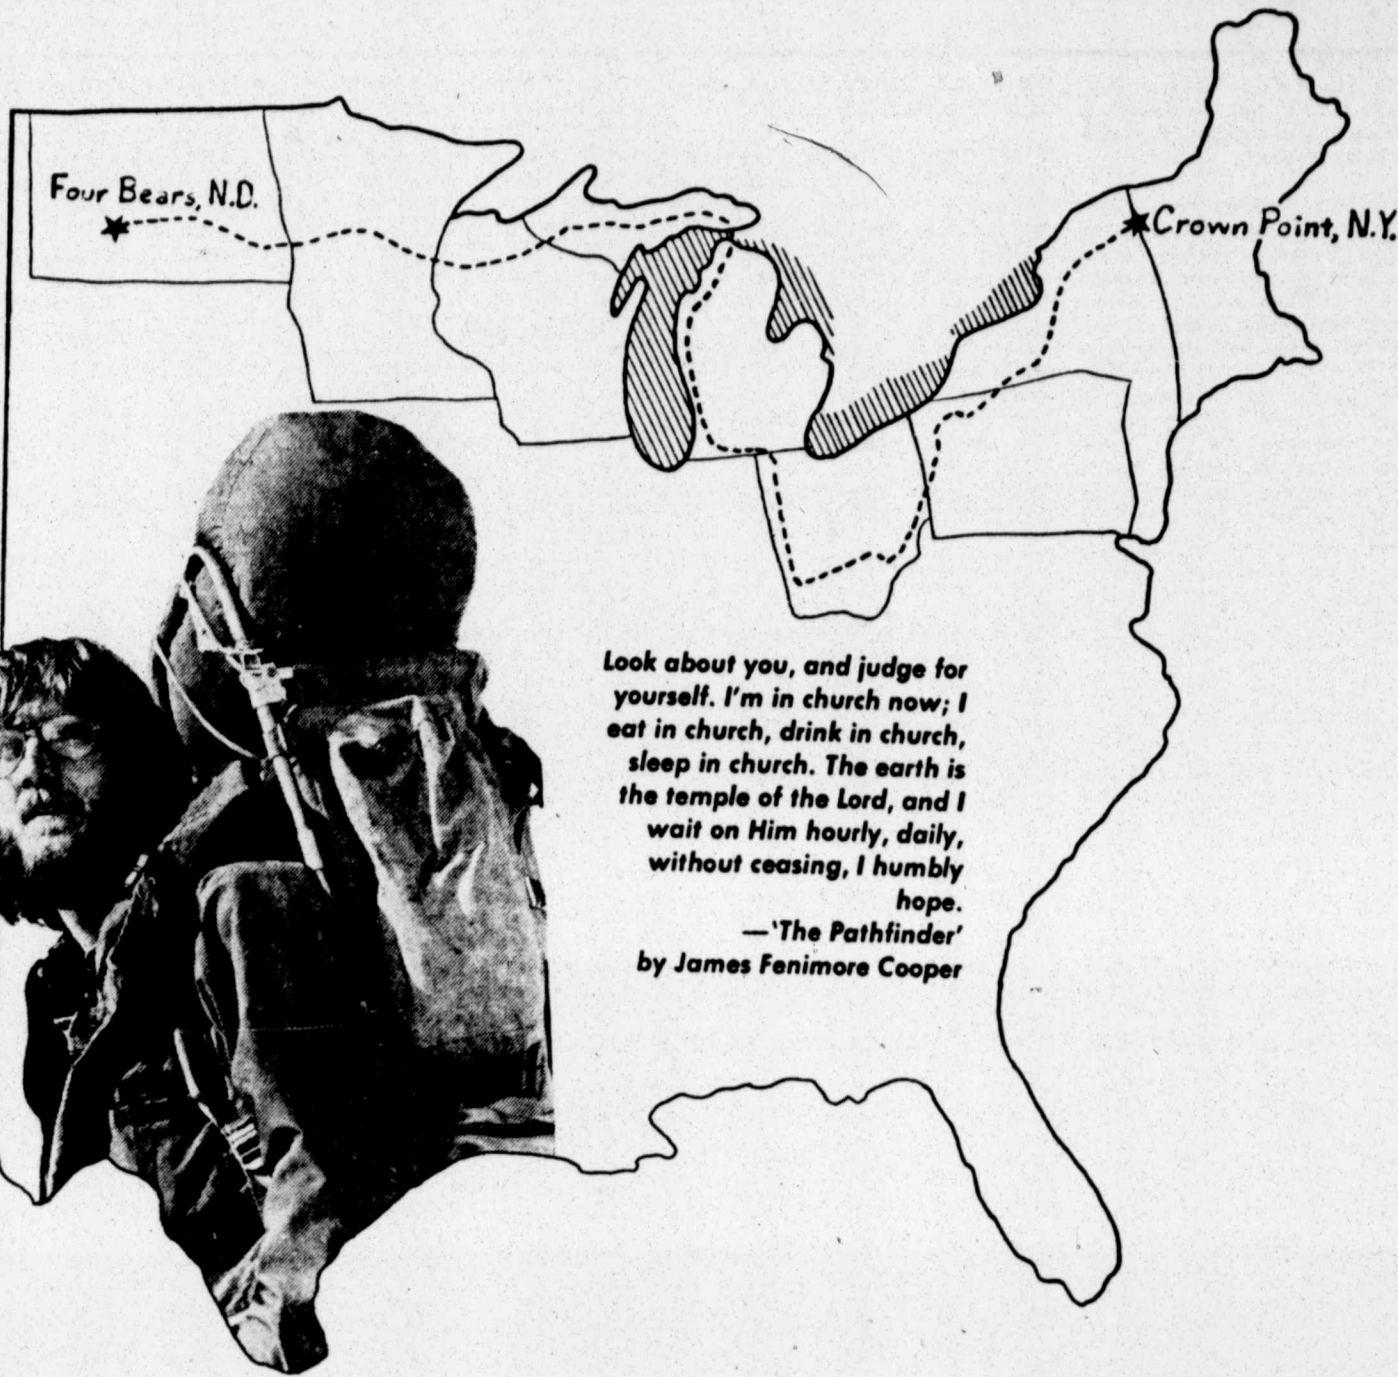 Four Bears, N.D.
Crown Point, N.Y.
Look about you, and judge for
yourself. I'm in church now; I
eat in church, drink in church,
sleep in church. The earth is
the temple of the Lord, and I
wait on Him hourly, daily,
without ceasing, I humbly
hope.
—'The Pathfinder'
by James Fenimore Cooper